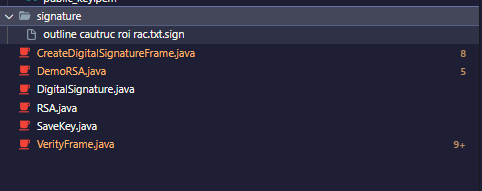 public_key.pem
signature
outline cautruc roi rac.txt.sign
CreateDigitalSignatureFrame.java 8
DemoRSA.java 5
DigitalSignature.java
RSA.java
SaveKey.java
VerityFrame.java 9+